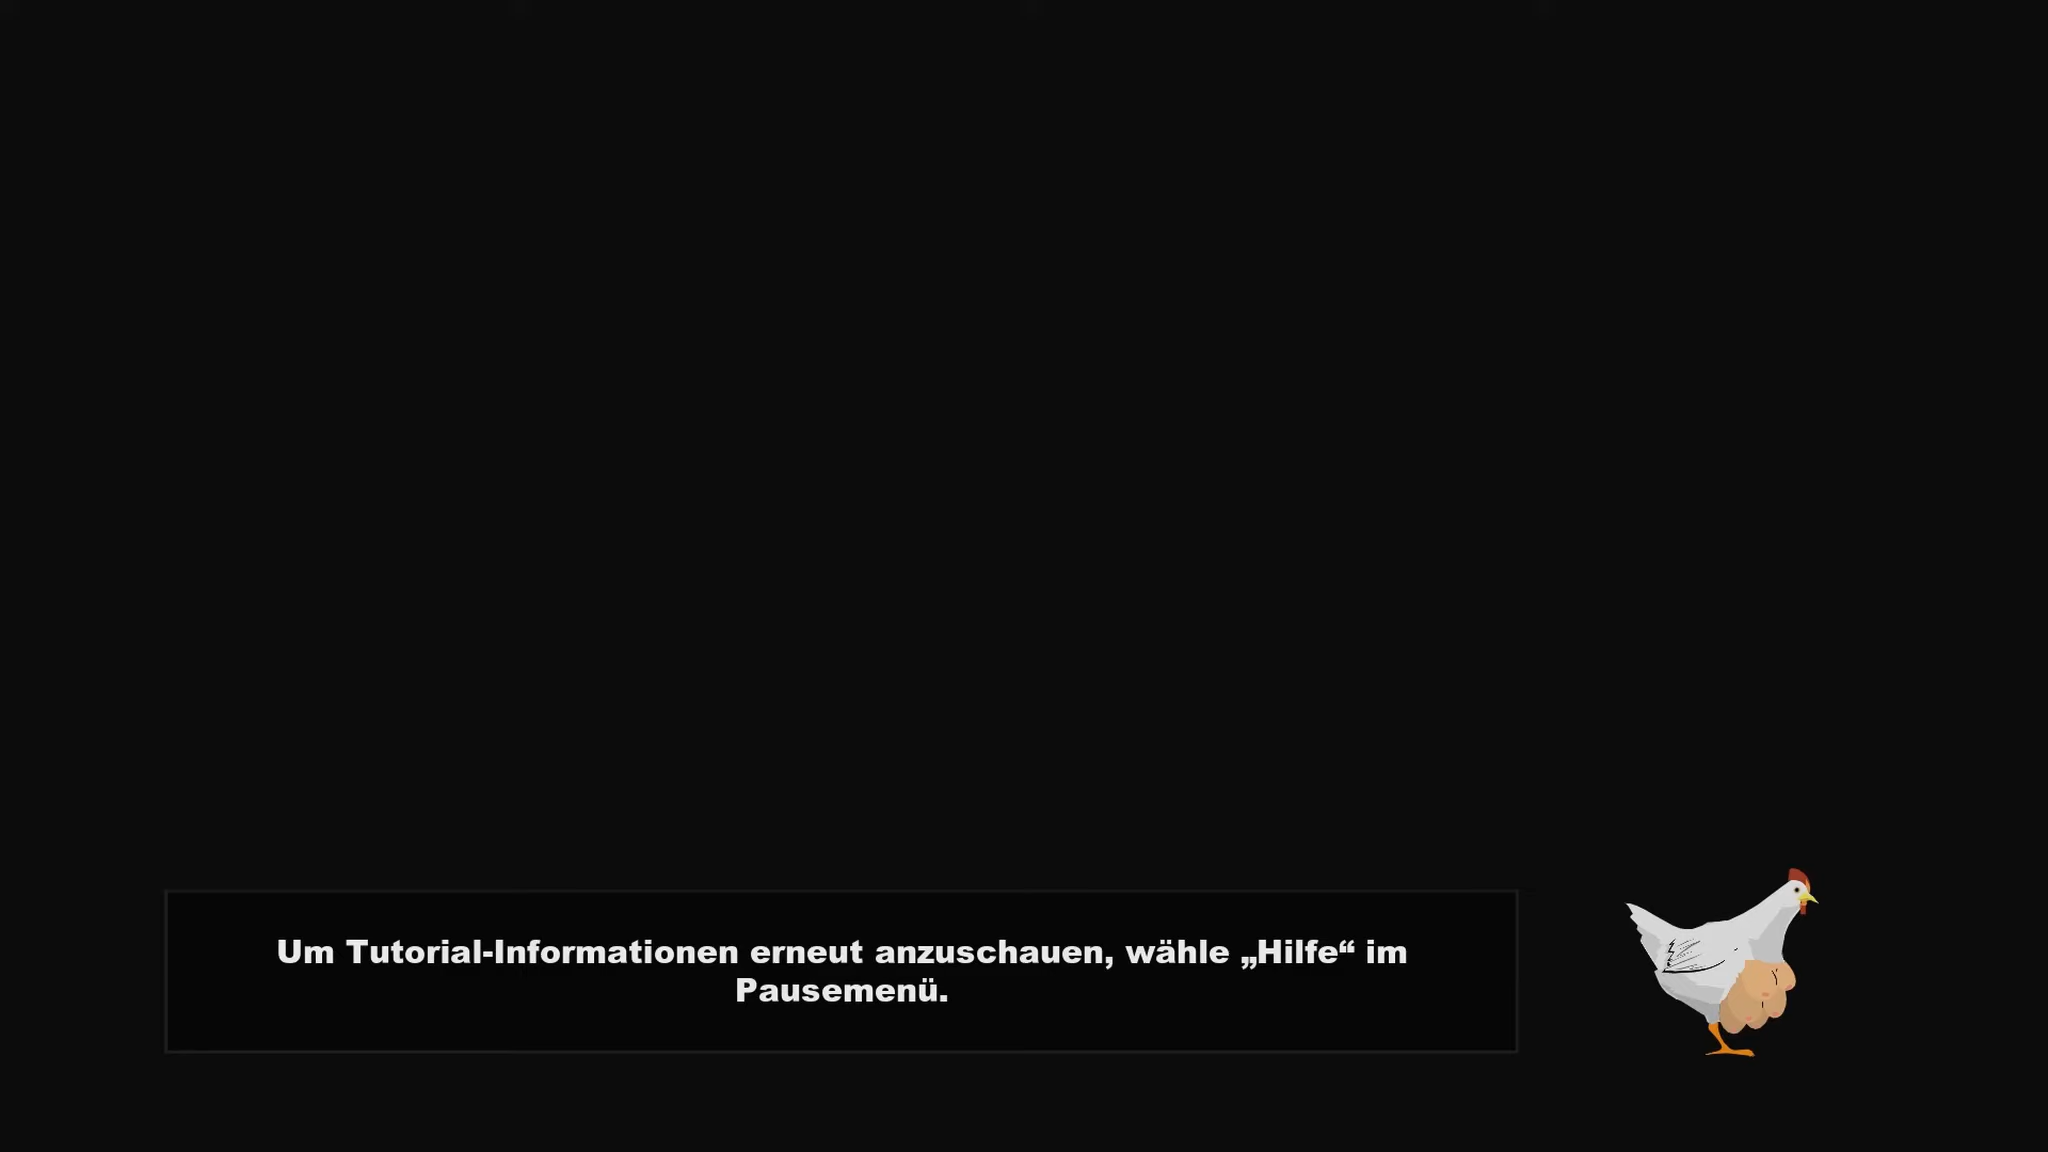 Um Tutorial-Informationen erneut anzuschauen, wähle „Hilfe“ im
Pausemenü.